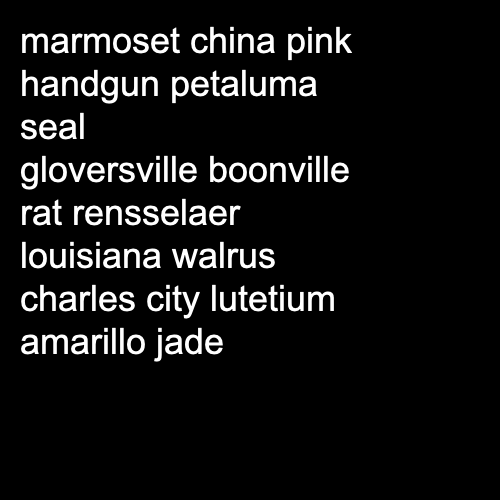 marmoset china pink
handgun petaluma
seal
gloversville boonville
rat rensselaer
louisiana walrus
charles city lutetium
amarillo jade